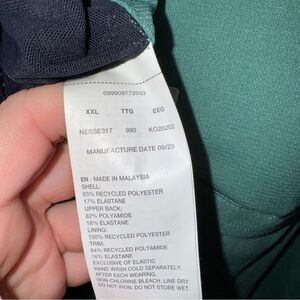 099909772033
XXL TTG EEG
NESSE317 990 KO20202
MANUFACTURE DATE 09/23
EN - MADE IN MALAYSIA
SHELL:
83% RECYCLED POLYESTER
17% ELASTANE
UPPER BACK:
82% POLYAMIDE
18% ELASTANE
LINING:
100% RECYCLED POLYESTER
TRIM:
84% RECYCLED POLYAMIDE
16% ELASTANE
EXCLUSIVE OF ELASTIC
HAND WASH COLD SEPARATELY.
AFTER EACH WEARING.
NON-CHLORINE BLEACH. LINE DRY.
DO NOT IRON. DO NOT STORE WET.